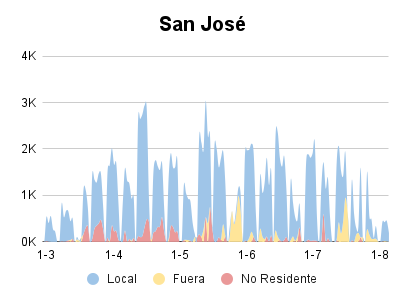 San José
4K
3K
2K
1K
0K
1-3 1-4 1-5 1-6 1-7 1-8
Local Fuera No Residente